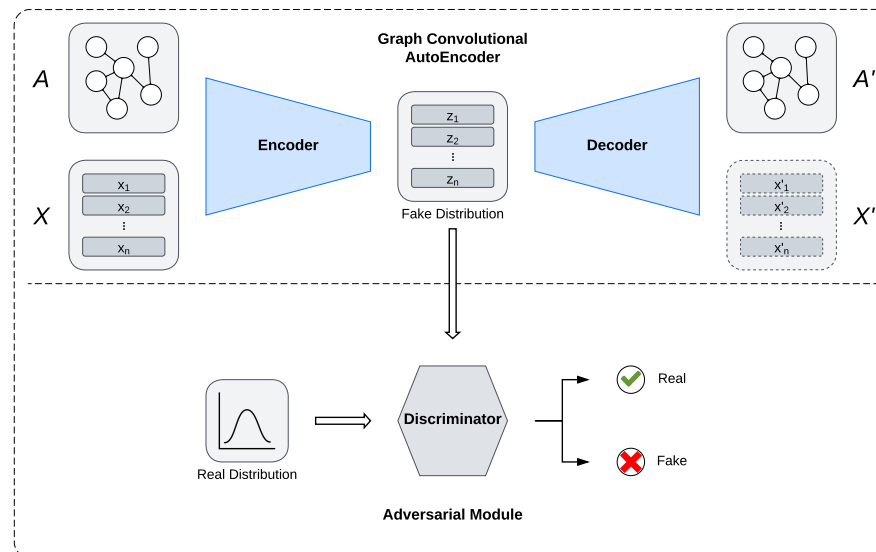 Graph Convolutional
AutoEncoder
A
A'
z₁
z₂
⋮
zₙ
Encoder
Decoder
X
x₁
x₂
⋮
xₙ
Fake Distribution
X'
x'₁
x'₂
⋮
x'ₙ
Real Distribution
Discriminator
Real
Fake
Adversarial Module